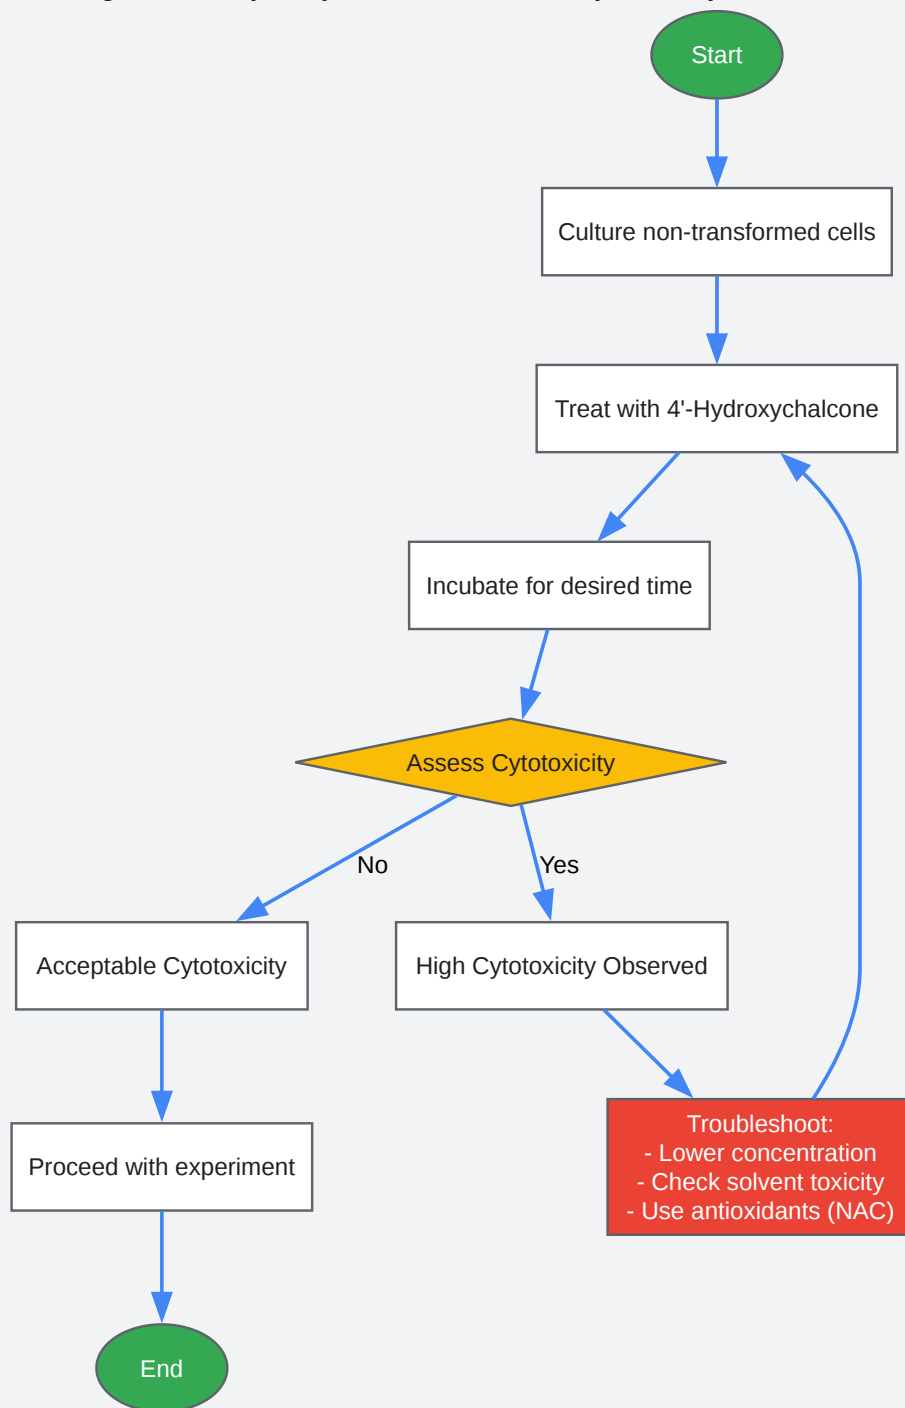 Start
Culture non-transformed cells
Treat with 4'-Hydroxychalcone
Incubate for desired time
Assess Cytotoxicity
No
Yes
Acceptable Cytotoxicity
High Cytotoxicity Observed
Troubleshoot:
- Lower concentration
- Check solvent toxicity
- Use antioxidants (NAC)
Proceed with experiment
End